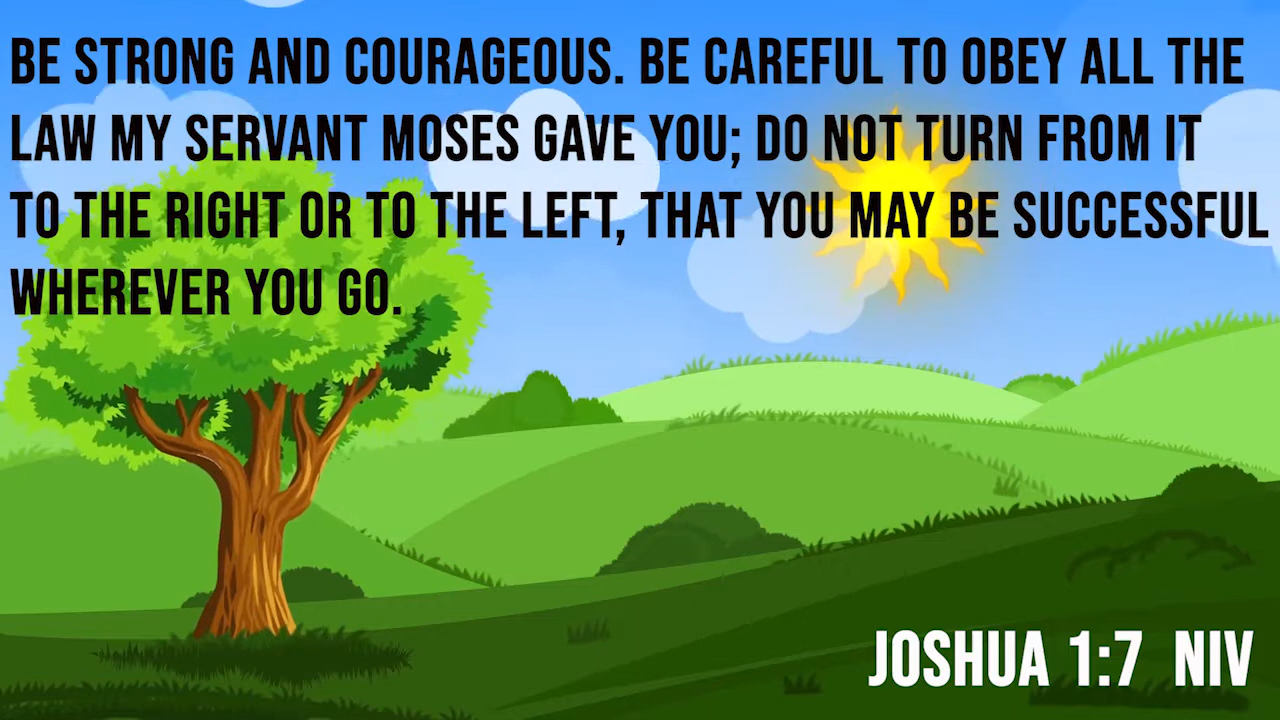 BE STRONG AND COURAGEOUS. BE CAREFUL TO OBEY ALL THE
LAW MY SERVANT MOSES GAVE YOU; DO NOT TURN FROM IT
TO THE RIGHT OR TO THE LEFT, THAT YOU MAY BE SUCCESSFUL
WHEREVER YOU GO.
JOSHUA 1:7 NIV